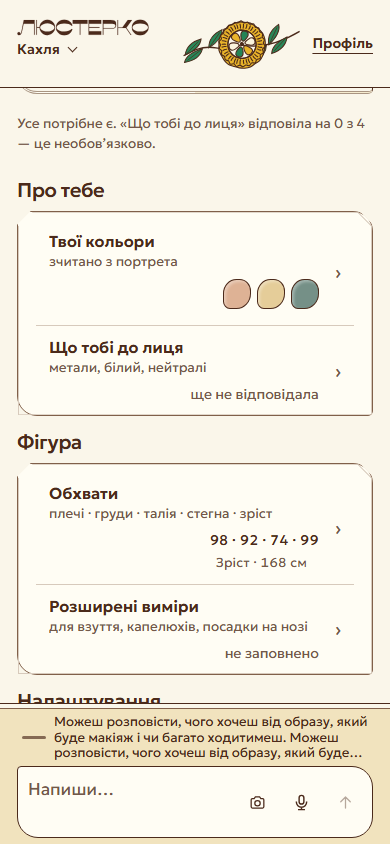 ЛЮСТЕРКО
Кахля
Профіль
Усе потрібне є. «Що тобі до лиця» відповіла на 0 з 4
— це необов’язково.
Про тебе
Твої кольори
зчитано з портрета
Що тобі до лиця
метали, білий, нейтралі
ще не відповідала
Фігура
Обхвати
плечі · груди · талія · стегна · зріст
98 · 92 · 74 · 99
Зріст · 168 см
Розширені виміри
для взуття, капелюхів, посадки на нозі
не заповнено
Налаштування
Можеш розповісти, чого хочеш від образу, який
буде макіяж і чи багато ходитимеш. Можеш
розповісти, чого хочеш від образу, який буде…
Напиши…